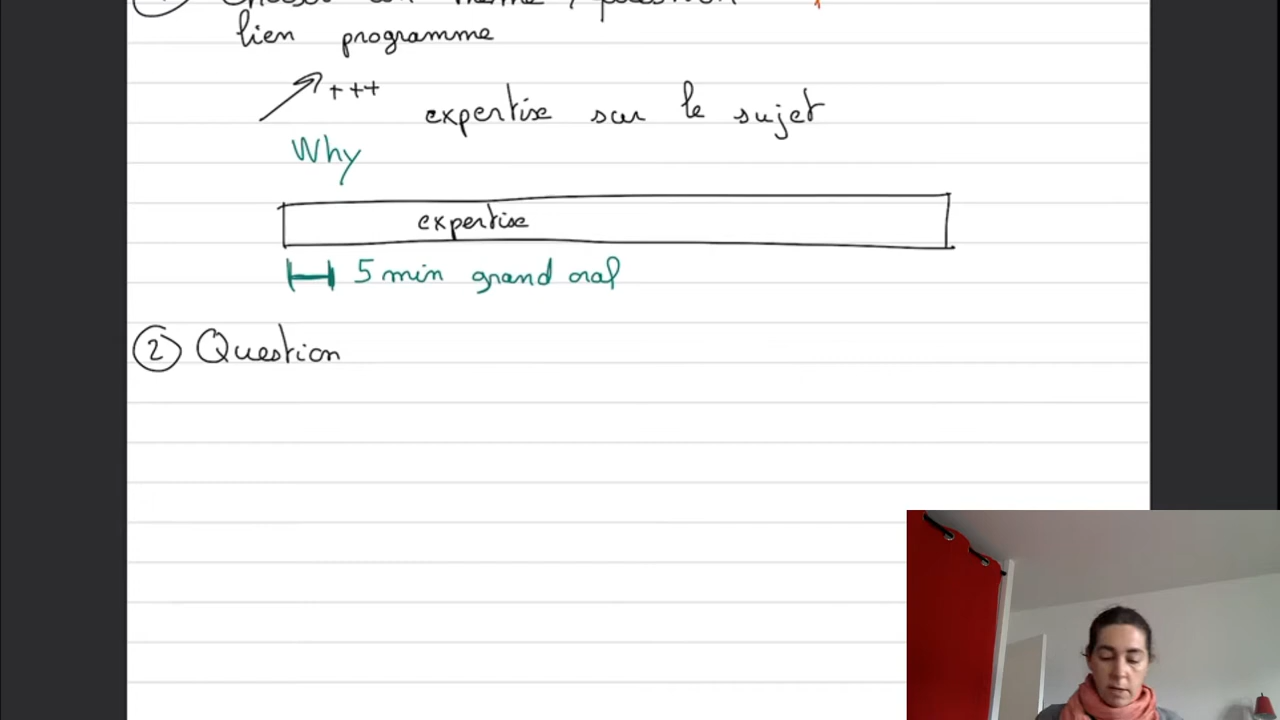 lien programme
+++ expertise sur le sujet
Why
expertise
5 min grand oral
② Question